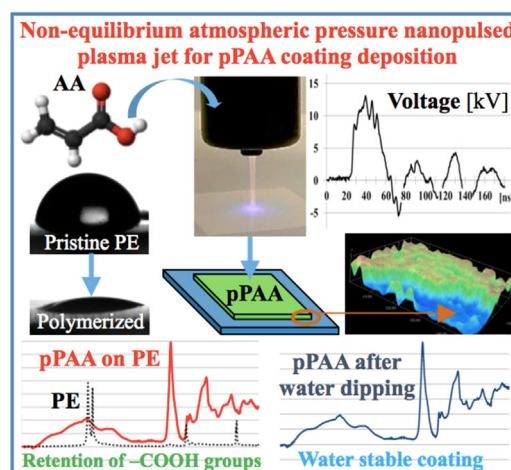 Non-equilibrium atmospheric pressure nanopulsed
plasma jet for pPAA coating deposition
AA
Voltage [kV]
15
10
5
0
-5
0 20 40 60 80 100 120 140 160
[ns]
Pristine PE
Polymerized
pPAA
pPAA on PE
PE
Retention of –COOH groups
pPAA after
water dipping
Water stable coating